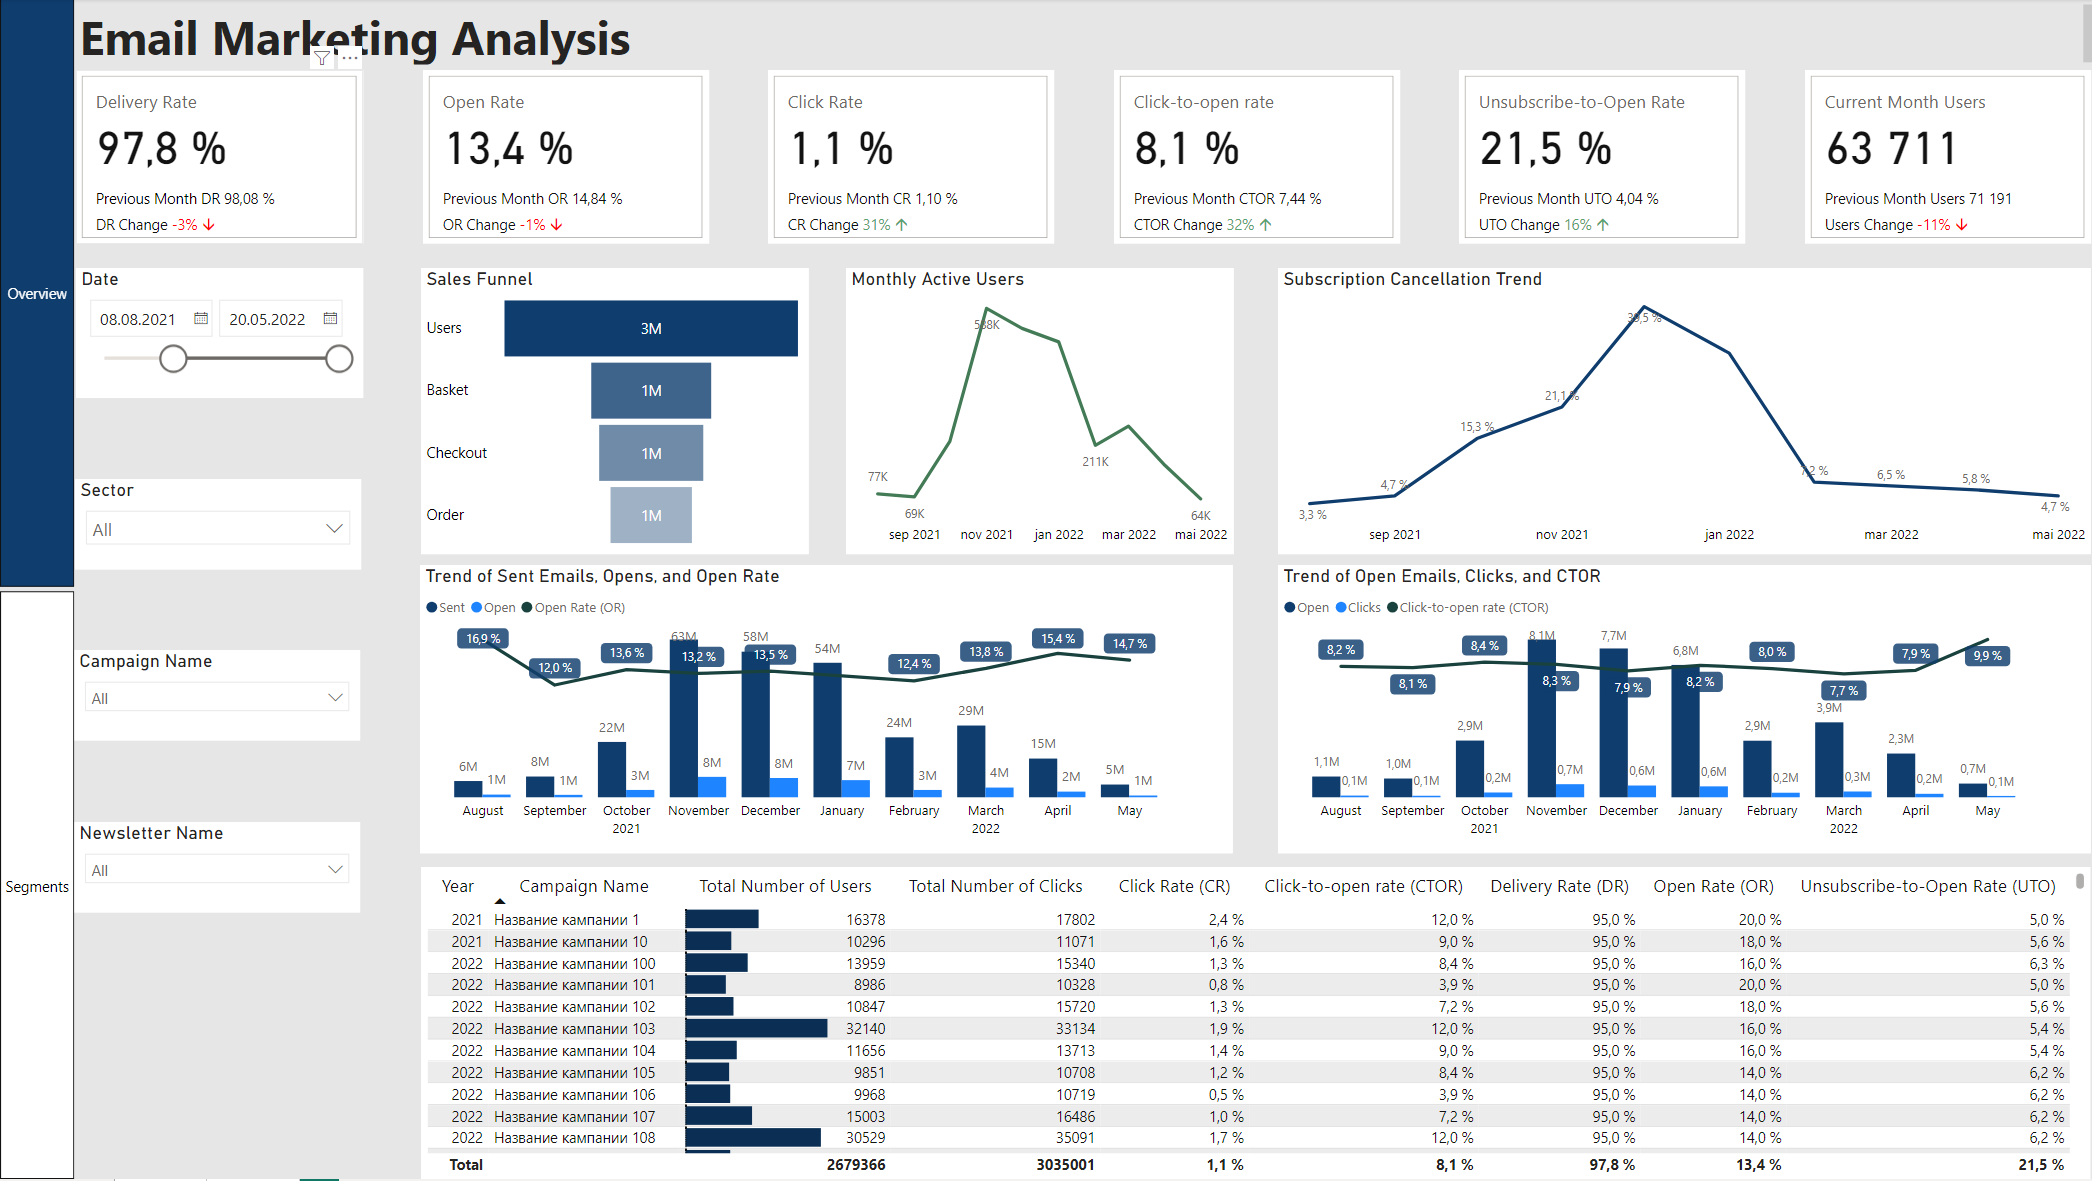 Email Marketing Analysis
Overview
Segments
Delivery Rate
97,8 %
Previous Month DR 98,08 %
DR Change -3%
Open Rate
13,4 %
Previous Month OR 14,84 %
OR Change -1%
Click Rate
1,1 %
Previous Month CR 1,10 %
CR Change 31%
Click-to-open rate
8,1 %
Previous Month CTOR 7,44 %
CTOR Change 32%
Unsubscribe-to-Open Rate
21,5 %
Previous Month UTO 4,04 %
UTO Change 16%
Current Month Users
63 711
Previous Month Users 71 191
Users Change -11%
Date
08.08.2021
20.05.2022
Sector
All
Campaign Name
All
Newsletter Name
All
Sales Funnel
Users 3M
Basket 1M
Checkout 1M
Order 1M
Monthly Active Users
77K
69K
538K
211K
64K
sep 2021 nov 2021 jan 2022 mar 2022 mai 2022
Subscription Cancellation Trend
3,3 %
4,7 %
15,3 %
21,1 %
39,5 %
7,2 %
6,5 %
5,8 %
4,7 %
sep 2021 nov 2021 jan 2022 mar 2022 mai 2022
Trend of Sent Emails, Opens, and Open Rate
Sent Open Open Rate (OR)
16,9 % 12,0 % 13,6 % 13,2 % 13,5 % 12,4 % 13,8 % 15,4 % 14,7 %
6M 8M 22M 63M 58M 54M 24M 29M 15M 5M
1M 1M 3M 8M 8M 7M 3M 4M 2M 1M
August September October November December January February March April May
2021 2022
Trend of Open Emails, Clicks, and CTOR
Open Clicks Click-to-open rate (CTOR)
8,2 % 8,1 % 8,4 % 8,3 % 7,9 % 8,2 % 8,0 % 7,7 % 7,9 % 9,9 %
1,1M 1,0M 2,9M 8,1M 7,7M 6,8M 2,9M 3,9M 2,3M 0,7M
0,1M 0,1M 0,2M 0,7M 0,6M 0,6M 0,2M 0,3M 0,2M 0,1M
August September October November December January February March April May
2021 2022
Year Campaign Name Total Number of Users Total Number of Clicks Click Rate (CR) Click-to-open rate (CTOR) Delivery Rate (DR) Open Rate (OR) Unsubscribe-to-Open Rate (UTO)
2021 Название кампании 1 16378 17802 2,4 % 12,0 % 95,0 % 20,0 % 5,0 %
2021 Название кампании 10 10296 11071 1,6 % 9,0 % 95,0 % 18,0 % 5,6 %
2022 Название кампании 100 13959 15340 1,3 % 8,4 % 95,0 % 16,0 % 6,3 %
2022 Название кампании 101 8986 10328 0,8 % 3,9 % 95,0 % 20,0 % 5,0 %
2022 Название кампании 102 10847 15720 1,3 % 7,2 % 95,0 % 18,0 % 5,6 %
2022 Название кампании 103 32140 33134 1,9 % 12,0 % 95,0 % 16,0 % 5,4 %
2022 Название кампании 104 11656 13713 1,4 % 9,0 % 95,0 % 16,0 % 5,4 %
2022 Название кампании 105 9851 10708 1,2 % 8,4 % 95,0 % 14,0 % 6,2 %
2022 Название кампании 106 9968 10719 0,5 % 3,9 % 95,0 % 14,0 % 6,2 %
2022 Название кампании 107 15003 16486 1,0 % 7,2 % 95,0 % 14,0 % 6,2 %
2022 Название кампании 108 30529 35091 1,7 % 12,0 % 95,0 % 14,0 % 6,2 %
Total 2679366 3035001 1,1 % 8,1 % 97,8 % 13,4 % 21,5 %